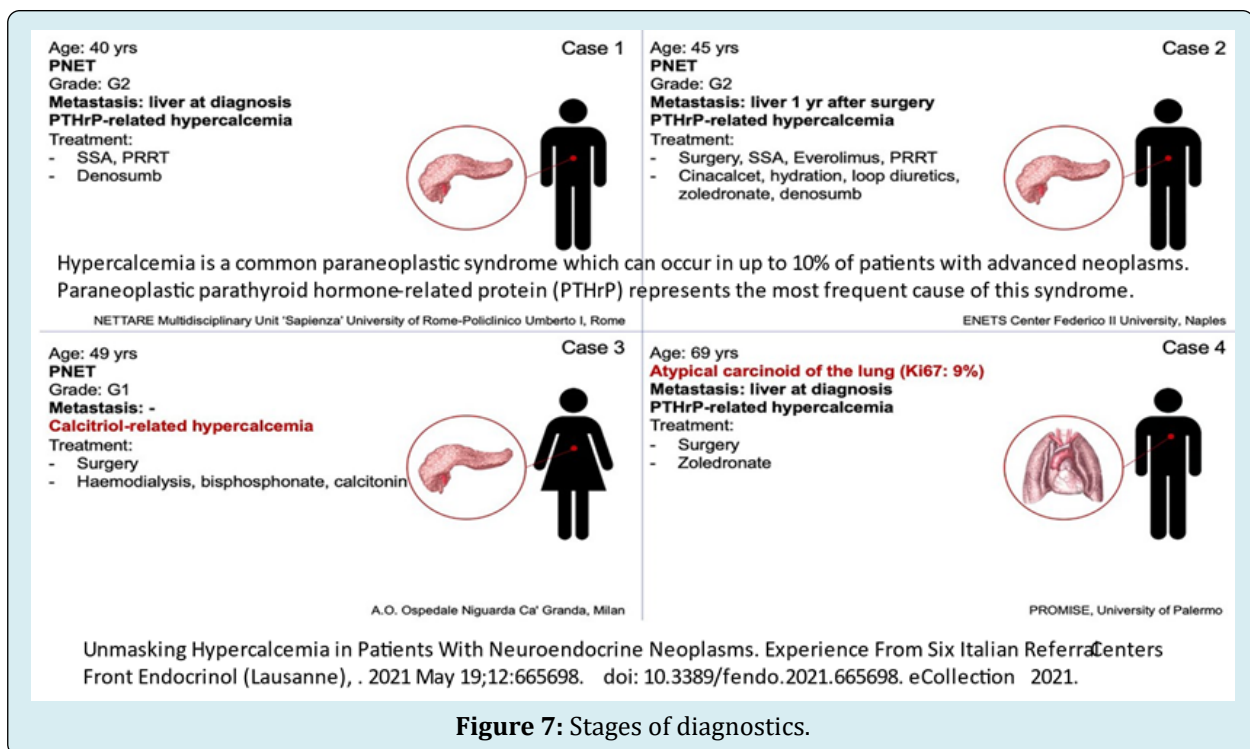 Age: 40 yrs
Case 1
PNET
Grade: G2
Metastasis: liver at diagnosis
PTHrP-related hypercalcemia
Treatment:
- SSA, PRRT
- Denosumb
Age: 45 yrs
Case 2
PNET
Grade: G2
Metastasis: liver 1 yr after surgery
PTHrP-related hypercalcemia
Treatment:
- Surgery, SSA, Everolimus, PRRT
- Cinacalcet, hydration, loop diuretics,
zoledronate, denosumb
Hypercalcemia is a common paraneoplastic syndrome which can occur in up to 10% of patients with advanced neoplasms.
Paraneoplastic parathyroid hormone-related protein (PTHrP) represents the most frequent cause of this syndrome.
NETTARE Multidisciplinary Unit 'Sapienza' University of Rome-Policlinico Umberto I, Rome
ENETS Center Federico II University, Naples
Age: 49 yrs
Case 3
PNET
Grade: G1
Metastasis: -
Calcitriol-related hypercalcemia
Treatment:
- Surgery
- Haemodialysis, bisphosphonate, calcitonin
A.O. Ospedale Niguarda Ca' Granda, Milan
Age: 69 yrs
Case 4
Atypical carcinoid of the lung (Ki67: 9%)
Metastasis: liver at diagnosis
PTHrP-related hypercalcemia
Treatment:
- Surgery
- Zoledronate
PROMISE, University of Palermo
Unmasking Hypercalcemia in Patients With Neuroendocrine Neoplasms. Experience From Six Italian Referral Centers
Front Endocrinol (Lausanne), . 2021 May 19;12:665698. doi: 10.3389/fendo.2021.665698. eCollection 2021.
Figure 7: Stages of diagnostics.